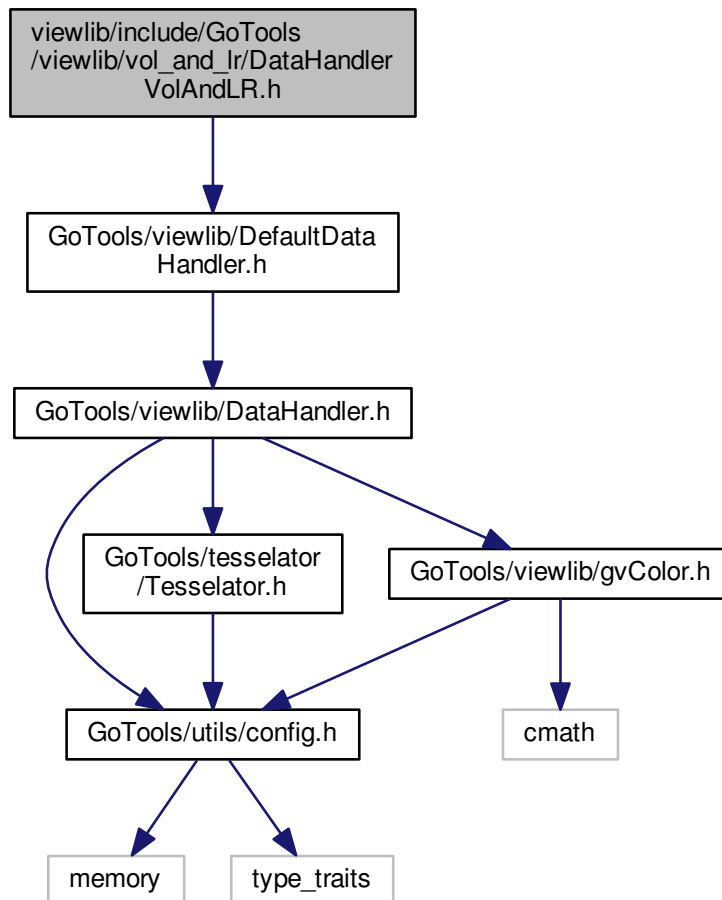 viewlib/include/GoTools
/viewlib/vol_and_lr/DataHandler
VolAndLR.h
GoTools/viewlib/DefaultData
Handler.h
GoTools/viewlib/DataHandler.h
GoTools/tesselator
/Tesselator.h
GoTools/viewlib/gvColor.h
GoTools/utils/config.h
cmath
memory
type_traits